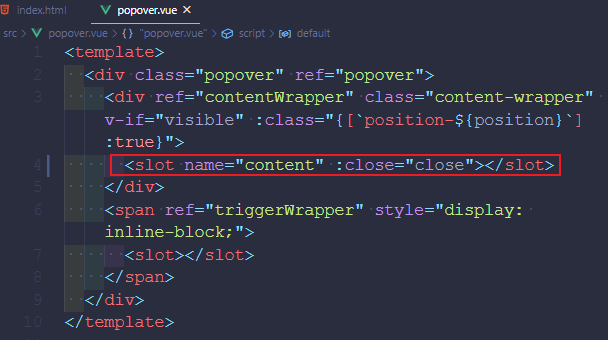 index.html popover.vue ×
src > popover.vue > {} "popover.vue" > script > default
1 <template>
2 <div class="popover" ref="popover">
3 <div ref="contentWrapper" class="content-wrapper"
v-if="visible" :class="{[`position-${position}`]
:true}">
4 <slot name="content" :close="close"></slot>
5 </div>
6 <span ref="triggerWrapper" style="display:
inline-block;">
7 <slot></slot>
8 </span>
9 </div>
10 </template>